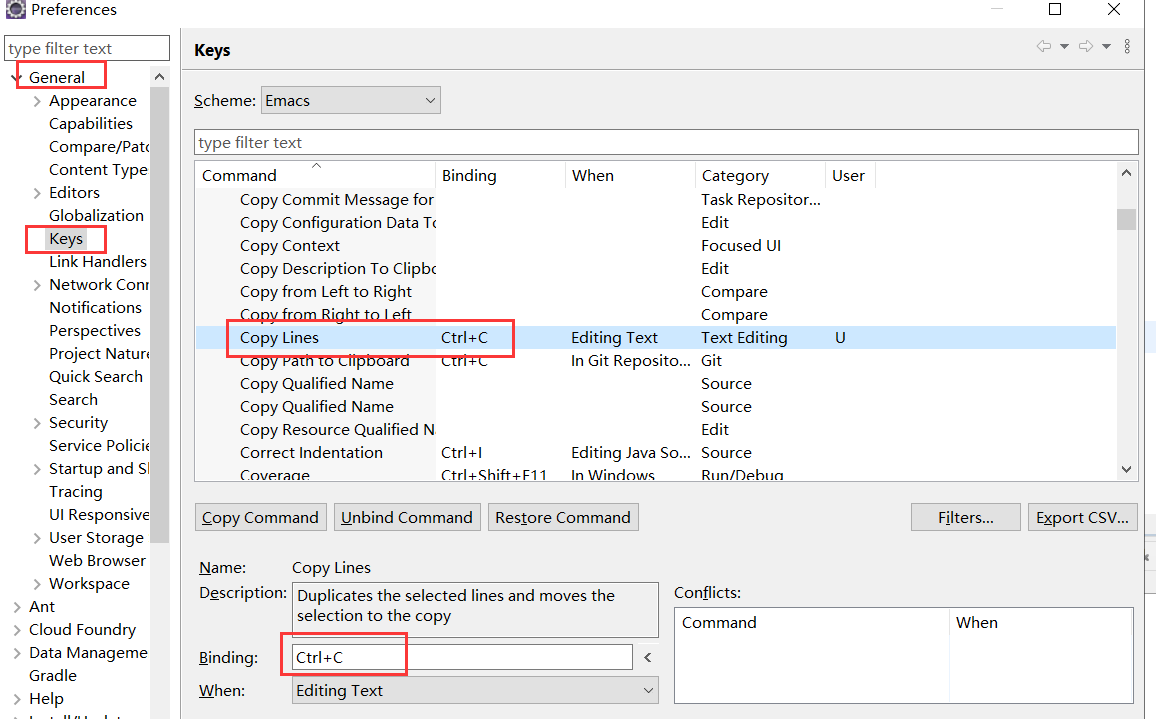 Preferences
type filter text
General
Appearance
Capabilities
Compare/Patc
Content Type
Editors
Globalization
Keys
Link Handlers
Network Conn
Notifications
Perspectives
Project Nature
Quick Search
Search
Security
Service Policie
Startup and Sl
Tracing
UI Responsive
User Storage
Web Browser
Workspace
Ant
Cloud Foundry
Data Manageme
Gradle
Help
Keys
Scheme: Emacs
type filter text
Command Binding When Category User
Copy Commit Message for Task Repositor...
Copy Configuration Data To Edit
Copy Context Focused UI
Copy Description To Clipbo Edit
Copy from Left to Right Compare
Copy from Right to Left Compare
Copy Lines Ctrl+C Editing Text Text Editing U
Copy Path to Clipboard Ctrl+C In Git Reposito... Git
Copy Qualified Name Source
Copy Qualified Name Source
Copy Resource Qualified N Edit
Correct Indentation Ctrl+I Editing Java So... Source
Coverage Ctrl+Shift+F11 In Windows Run/Debug
Copy Command Unbind Command Restore Command Filters... Export CSV...
Name: Copy Lines
Description: Duplicates the selected lines and moves the
selection to the copy
Binding: Ctrl+C <
When: Editing Text
Conflicts:
Command When